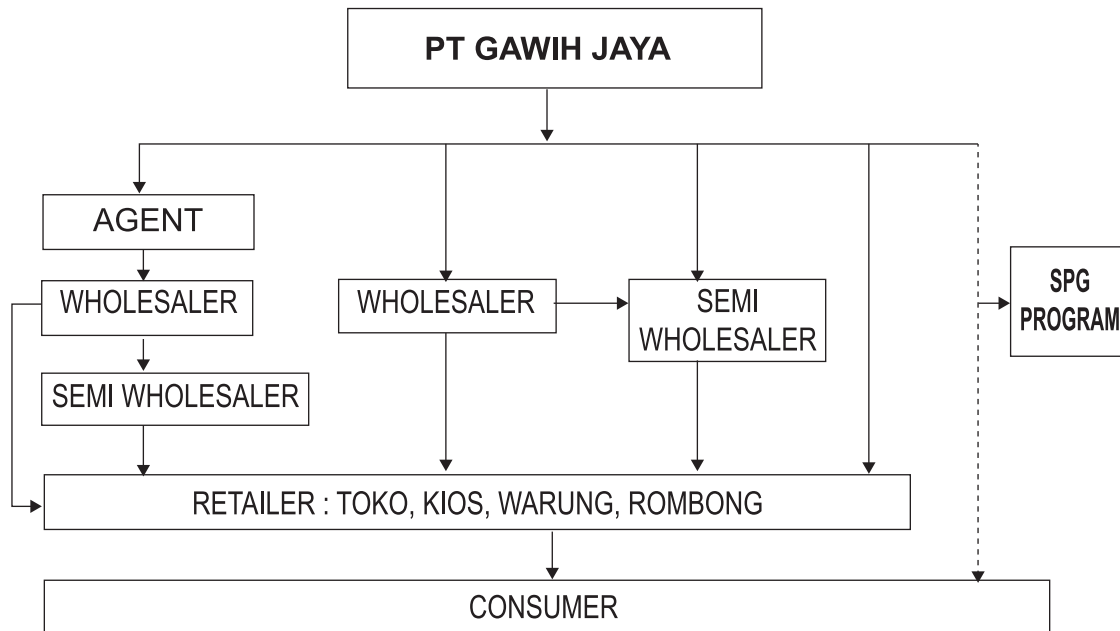 PT GAWIH JAYA
AGENT
WHOLESALER
SEMI WHOLESALER
WHOLESALER
SEMI
WHOLESALER
SPG
PROGRAM
RETAILER : TOKO, KIOS, WARUNG, ROMBONG
CONSUMER